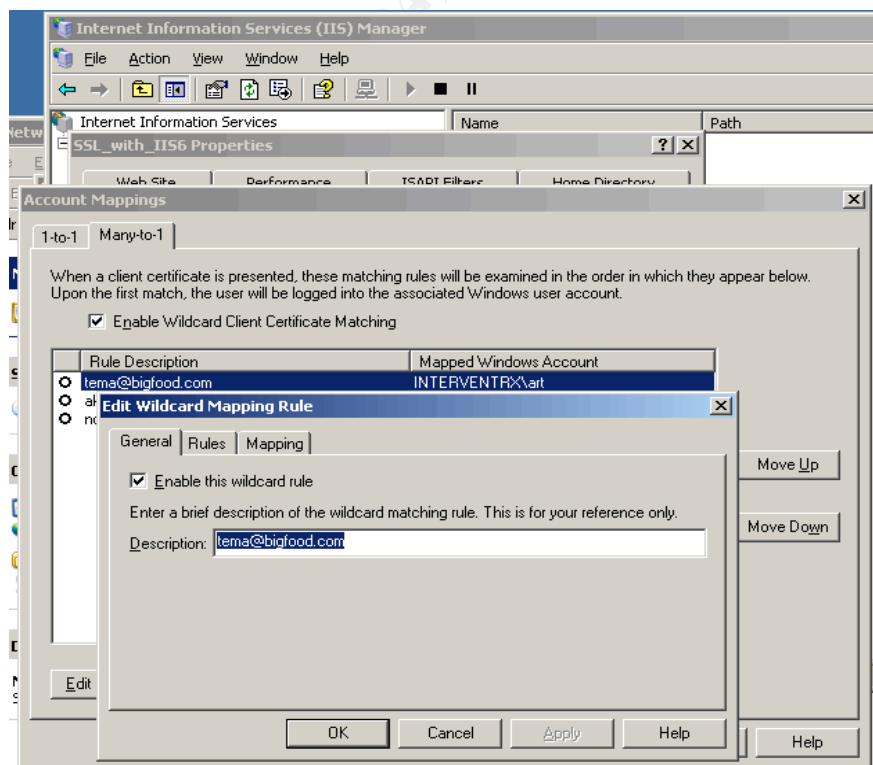 Internet Information Services (IIS) Manager
File Action View Window Help
Internet Information Services Name Path
Netw
SSL_with_IIS6 Properties
Web Site Performance ISAPI Filters Home Directory
Account Mappings
1-to-1 Many-to-1
When a client certificate is presented, these matching rules will be examined in the order in which they appear below.
Upon the first match, the user will be logged into the associated Windows user account.
Enable Wildcard Client Certificate Matching
Rule Description Mapped Windows Account
tema@bigfood.com INTERVENTRX\art
Edit Wildcard Mapping Rule
General Rules Mapping
Enable this wildcard rule
Enter a brief description of the wildcard matching rule. This is for your reference only.
Description: tema@bigfood.com
Move Up
Move Down
Edit
OK Cancel Apply Help
Help